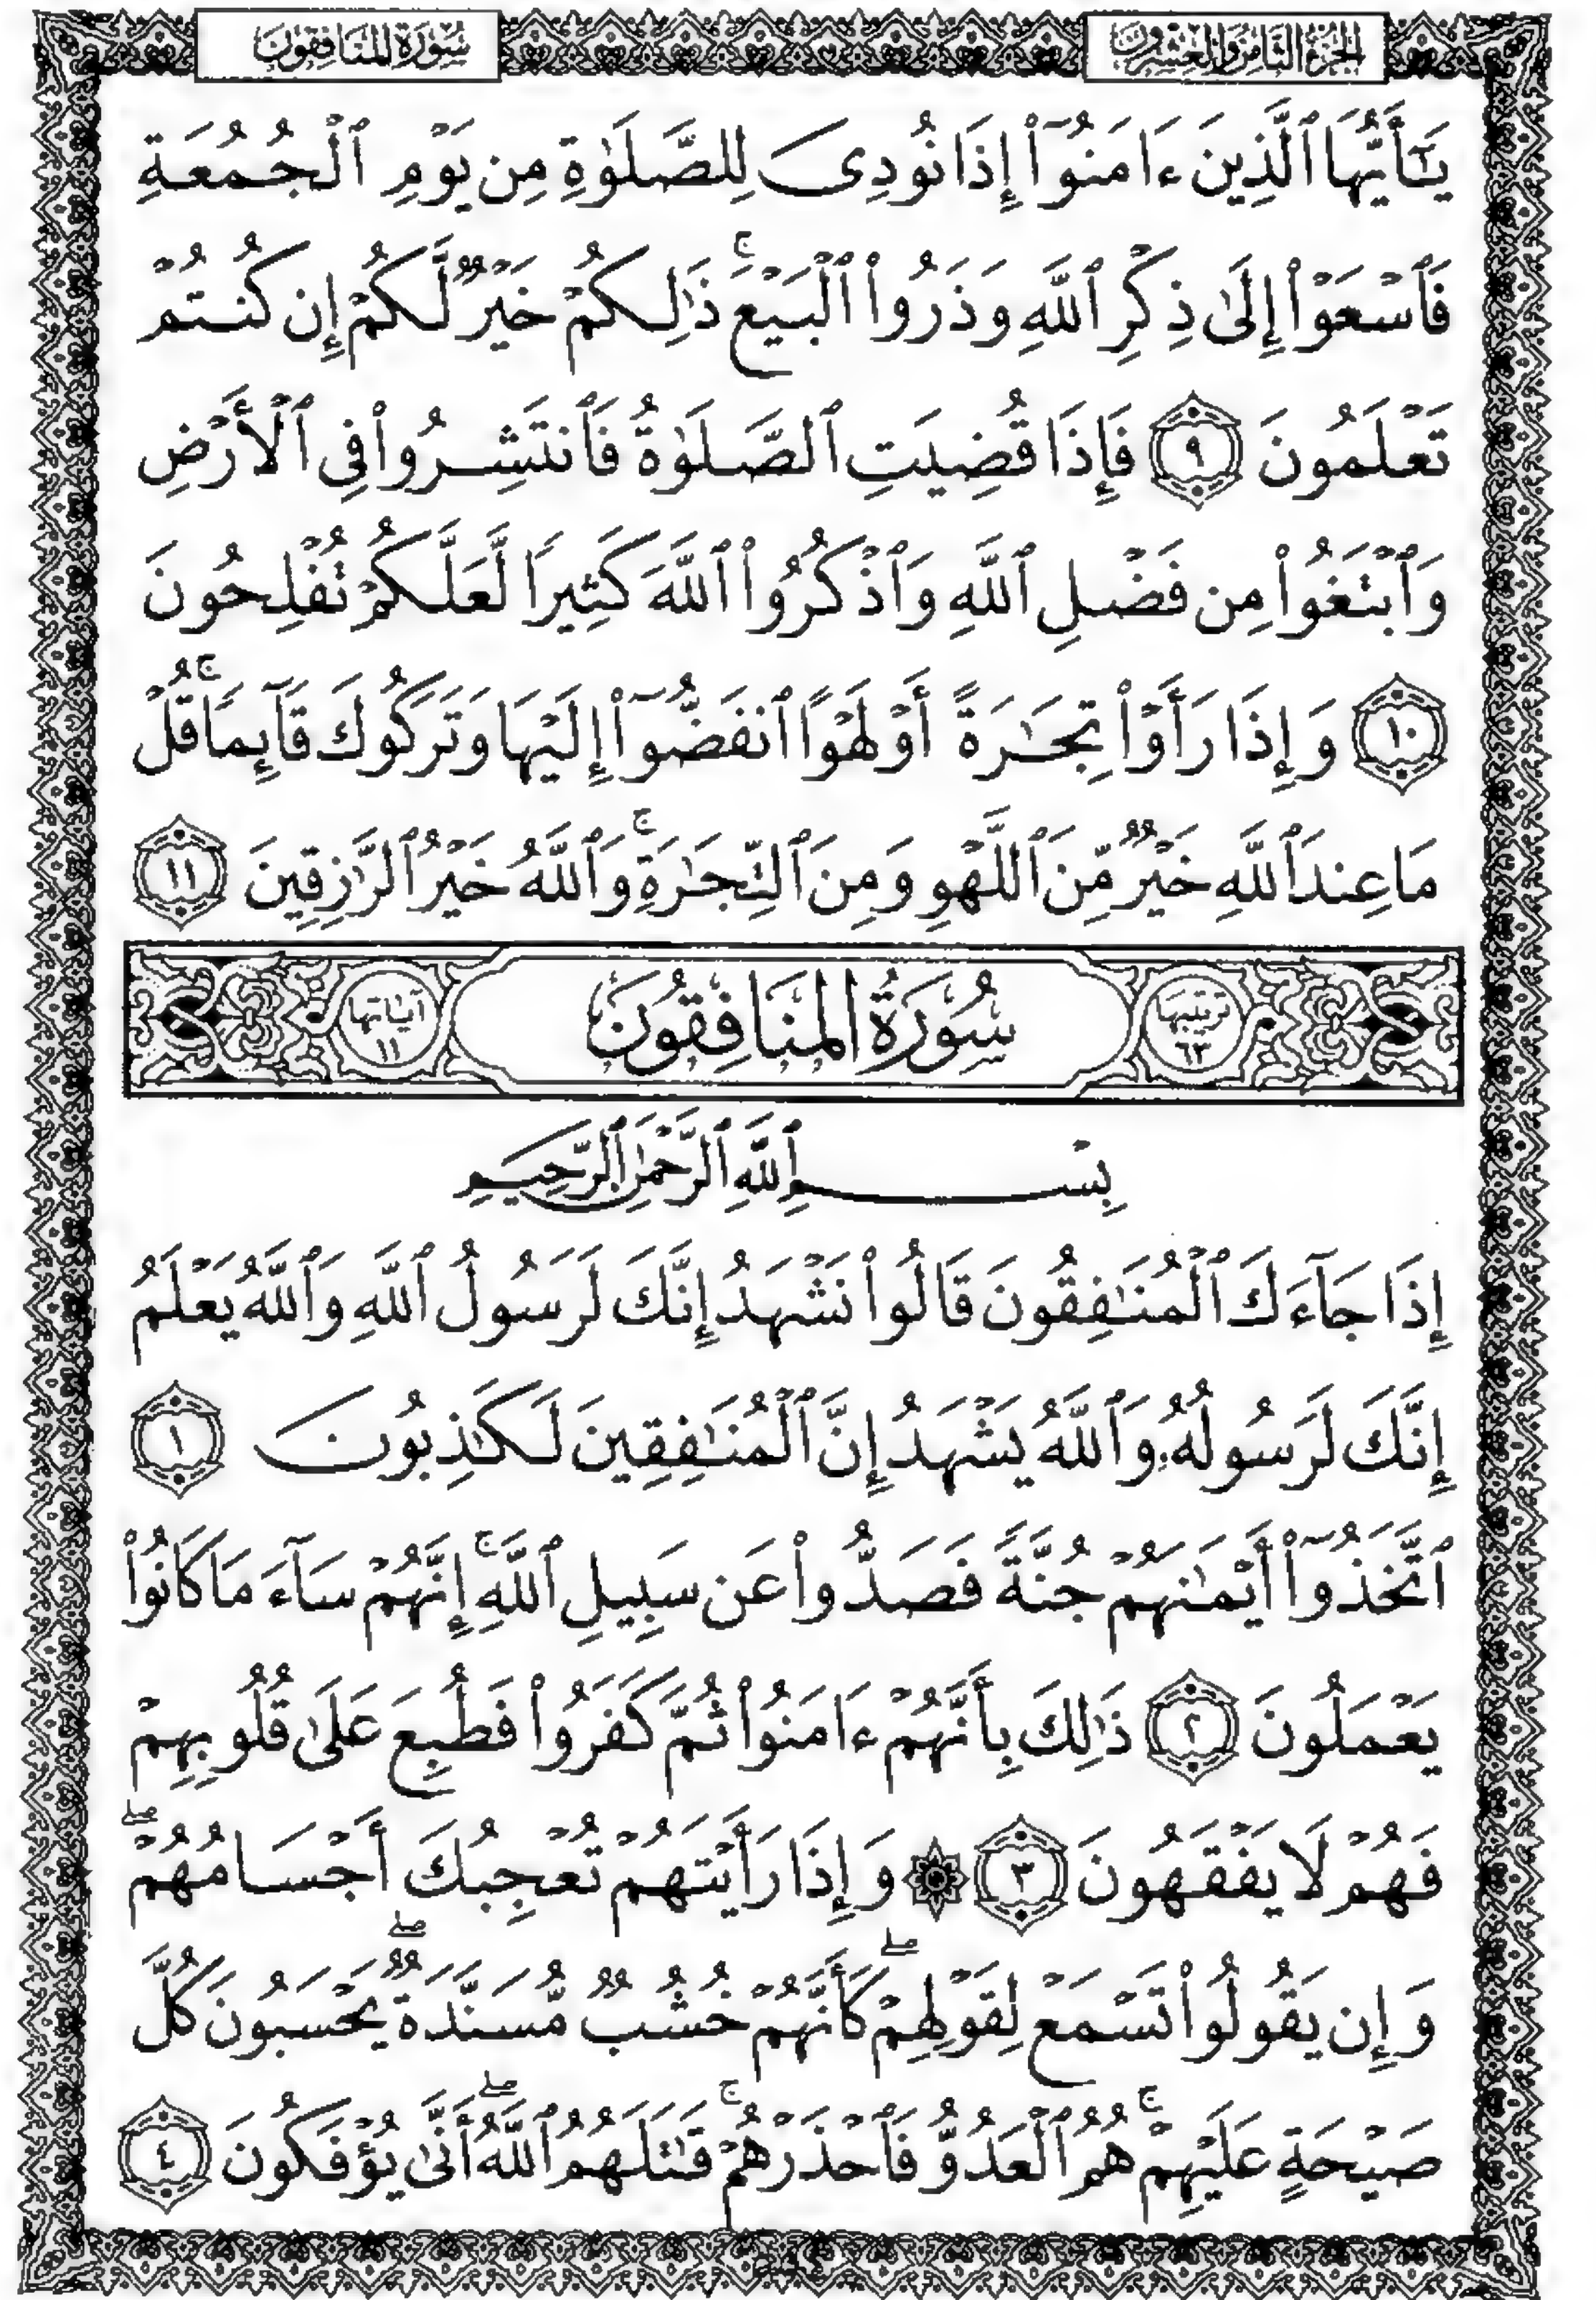 الجزء الثامن والعشرون
سورة المنافقون
يَٰٓأَيُّهَا ٱلَّذِينَ ءَامَنُوٓا۟ إِذَا نُودِىَ لِلصَّلَوٰةِ مِن يَوْمِ ٱلْجُمُعَةِ
فَٱسْعَوْا۟ إِلَىٰ ذِكْرِ ٱللَّهِ وَذَرُوا۟ ٱلْبَيْعَ ۚ ذَٰلِكُمْ خَيْرٌ لَّكُمْ إِن كُنتُمْ
تَعْلَمُونَ ٩ فَإِذَا قُضِيَتِ ٱلصَّلَوٰةُ فَٱنتَشِرُوا۟ فِى ٱلْأَرْضِ
وَٱبْتَغُوا۟ مِن فَضْلِ ٱللَّهِ وَٱذْكُرُوا۟ ٱللَّهَ كَثِيرًا لَّعَلَّكُمْ تُفْلِحُونَ
١٠ وَإِذَا رَأَوْا۟ تِجَٰرَةً أَوْ لَهْوًا ٱنفَضُّوٓا۟ إِلَيْهَا وَتَرَكُوكَ قَآئِمًا ۚ قُلْ
مَا عِندَ ٱللَّهِ خَيْرٌ مِّنَ ٱللَّهْوِ وَمِنَ ٱلتِّجَٰرَةِ ۚ وَٱللَّهُ خَيْرُ ٱلرَّٰزِقِينَ ١١
ترتيبها ٦٣ سُورَةُ المنَافِقُونَ آياتها ١١
بِسْمِ ٱللَّهِ ٱلرَّحْمَٰنِ ٱلرَّحِيمِ
إِذَا جَآءَكَ ٱلْمُنَٰفِقُونَ قَالُوا۟ نَشْهَدُ إِنَّكَ لَرَسُولُ ٱللَّهِ وَٱللَّهُ يَعْلَمُ
إِنَّكَ لَرَسُولُهُۥ وَٱللَّهُ يَشْهَدُ إِنَّ ٱلْمُنَٰفِقِينَ لَكَٰذِبُونَ ١
ٱتَّخَذُوٓا۟ أَيْمَٰنَهُمْ جُنَّةً فَصَدُّوا۟ عَن سَبِيلِ ٱللَّهِ ۚ إِنَّهُمْ سَآءَ مَا كَانُوا۟
يَعْمَلُونَ ٢ ذَٰلِكَ بِأَنَّهُمْ ءَامَنُوا۟ ثُمَّ كَفَرُوا۟ فَطُبِعَ عَلَىٰ قُلُوبِهِمْ
فَهُمْ لَا يَفْقَهُونَ ٣ ۞ وَإِذَا رَأَيْتَهُمْ تُعْجِبُكَ أَجْسَامُهُمْ ۖ
وَإِن يَقُولُوا۟ تَسْمَعْ لِقَوْلِهِمْ ۖ كَأَنَّهُمْ خُشُبٌ مُّسَنَّدَةٌ ۖ يَحْسَبُونَ كُلَّ
صَيْحَةٍ عَلَيْهِمْ ۚ هُمُ ٱلْعَدُوُّ فَٱحْذَرْهُمْ ۚ قَٰتَلَهُمُ ٱللَّهُ ۖ أَنَّىٰ يُؤْفَكُونَ ٤